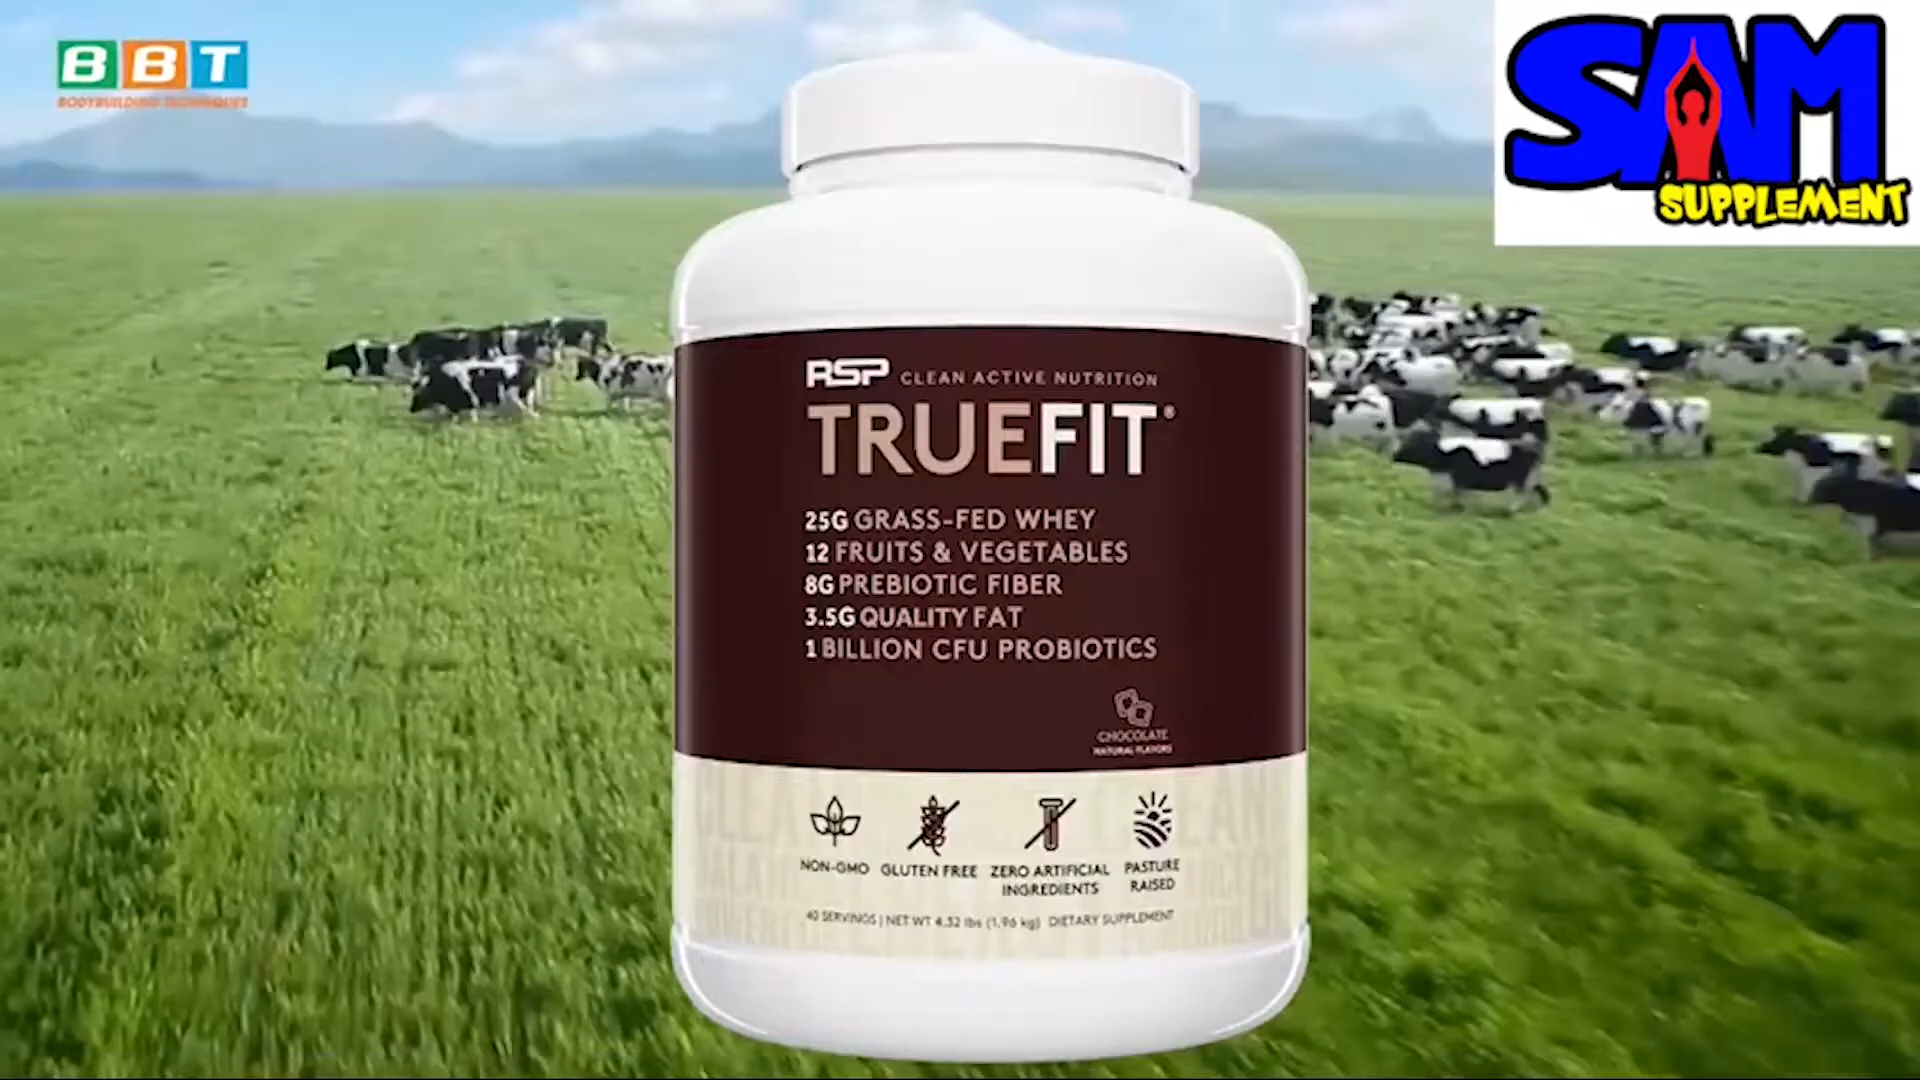 BBT
BODYBUILDING TECHNIQUES
SAM
SUPPLEMENT
RSP CLEAN ACTIVE NUTRITION
TRUEFIT®
25G GRASS-FED WHEY
12 FRUITS & VEGETABLES
8G PREBIOTIC FIBER
3.5G QUALITY FAT
1 BILLION CFU PROBIOTICS
CHOCOLATE
NATURAL FLAVORS
NON-GMO
GLUTEN FREE
ZERO ARTIFICIAL
INGREDIENTS
PASTURE
RAISED
40 SERVINGS | NET WT 4.32 lbs (1.96 kg) DIETARY SUPPLEMENT